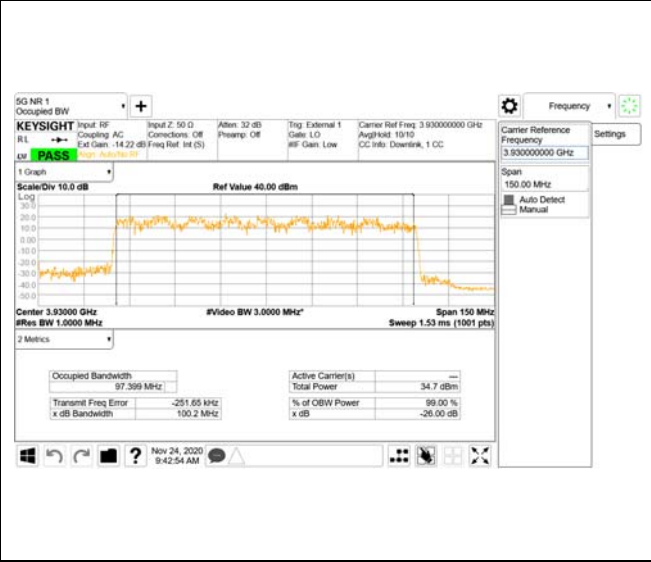 5G NR 1
Occupied BW
Frequency
KEYSIGHT
Input: RF
Input Z: 50 Ω
Atten: 32 dB
Trig: External 1
Carrier Ref Freq: 3.930000000 GHz
RL
Coupling: AC
Corrections: Off
Preamp: Off
Gate: LO
Avg|Hold: 10/10
Ext Gain: -14.22 dB
Freq Ref: Int (S)
#IF Gain: Low
CC Info: Downlink, 1 CC
PASS
Align: Auto/No RF
Carrier Reference
Frequency
3.930000000 GHz
Settings
Span
150.00 MHz
Auto Detect
Manual
1 Graph
Scale/Div 10.0 dB
Ref Value 40.00 dBm
Log
30.0
20.0
10.0
0.00
-10.0
-20.0
-30.0
-40.0
-50.0
Center 3.93000 GHz
#Video BW 3.0000 MHz*
Span 150 MHz
#Res BW 1.0000 MHz
Sweep 1.53 ms (1001 pts)
2 Metrics
Occupied Bandwidth
97.399 MHz
Active Carrier(s)
---
Total Power
34.7 dBm
Transmit Freq Error
-251.65 kHz
% of OBW Power
99.00 %
x dB Bandwidth
100.2 MHz
x dB
-26.00 dB
?
Nov 24, 2020
9:42:54 AM